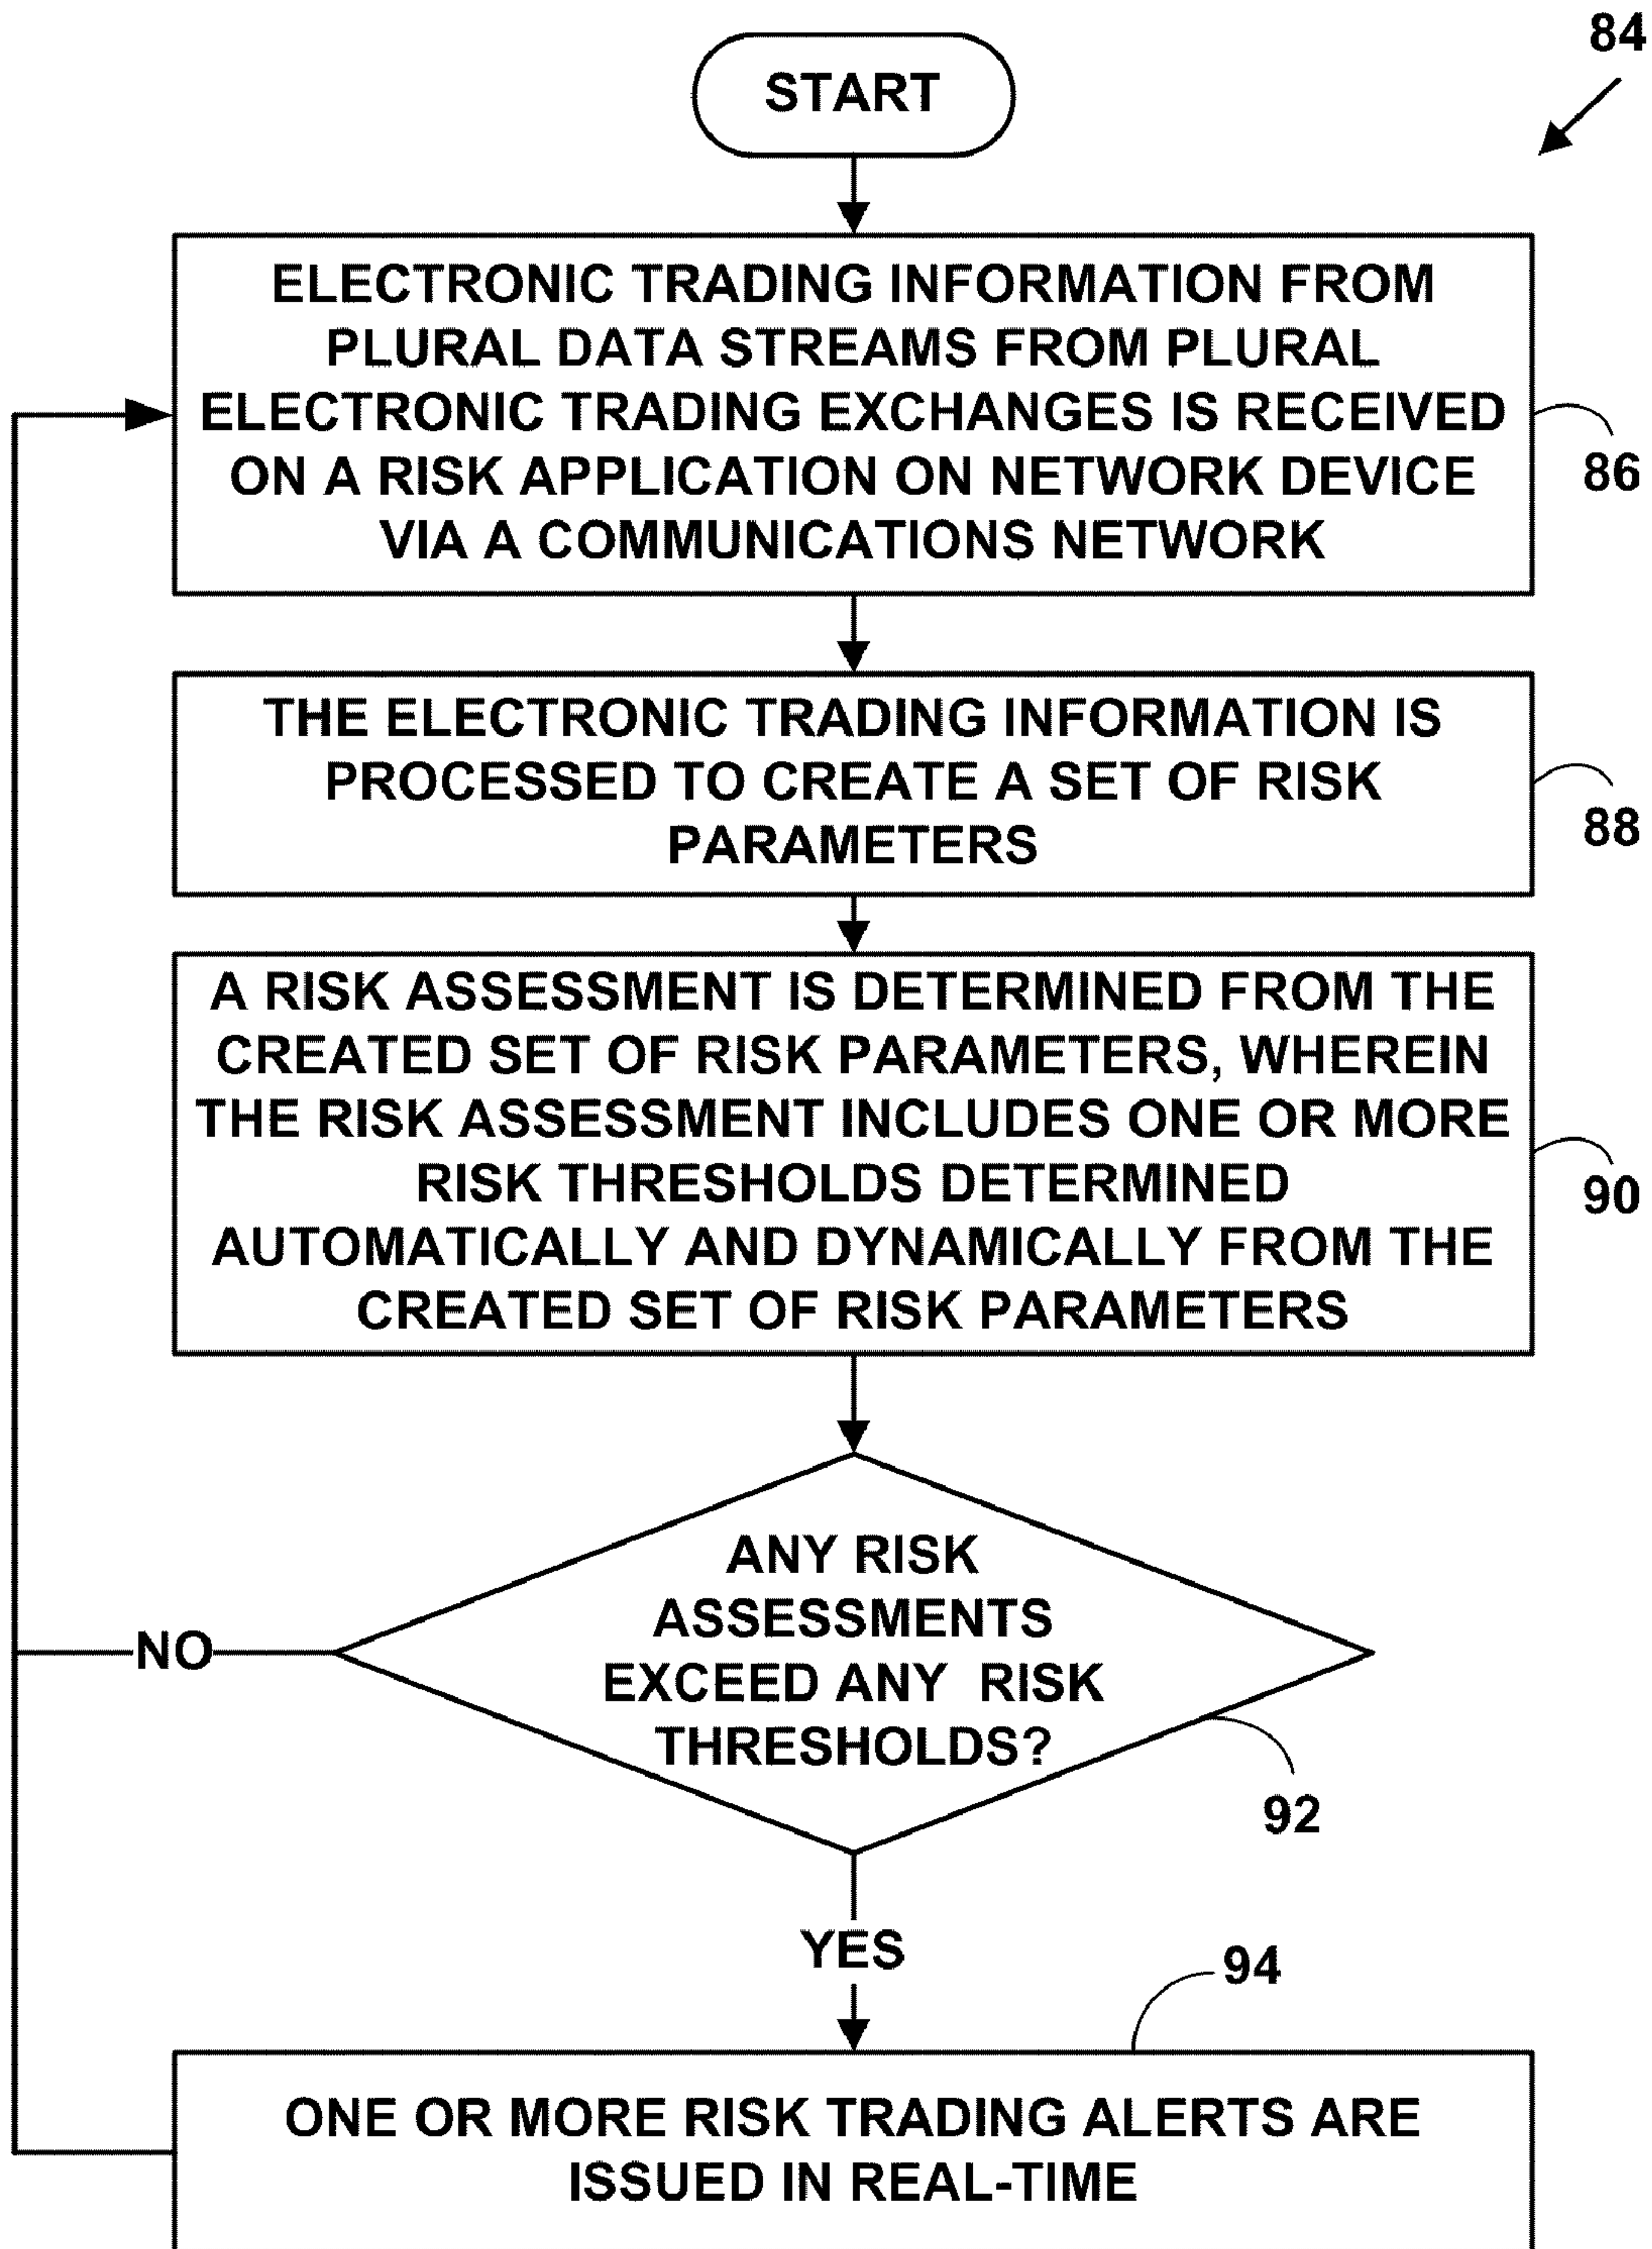 84
START
ELECTRONIC TRADING INFORMATION FROM
PLURAL DATA STREAMS FROM PLURAL
ELECTRONIC TRADING EXCHANGES IS RECEIVED
ON A RISK APPLICATION ON NETWORK DEVICE
VIA A COMMUNICATIONS NETWORK
86
THE ELECTRONIC TRADING INFORMATION IS
PROCESSED TO CREATE A SET OF RISK
PARAMETERS
88
A RISK ASSESSMENT IS DETERMINED FROM THE
CREATED SET OF RISK PARAMETERS, WHEREIN
THE RISK ASSESSMENT INCLUDES ONE OR MORE
RISK THRESHOLDS DETERMINED
AUTOMATICALLY AND DYNAMICALLY FROM THE
CREATED SET OF RISK PARAMETERS
90
ANY RISK
ASSESSMENTS
EXCEED ANY  RISK
THRESHOLDS?
NO
92
YES
94
ONE OR MORE RISK TRADING ALERTS ARE
ISSUED IN REAL-TIME